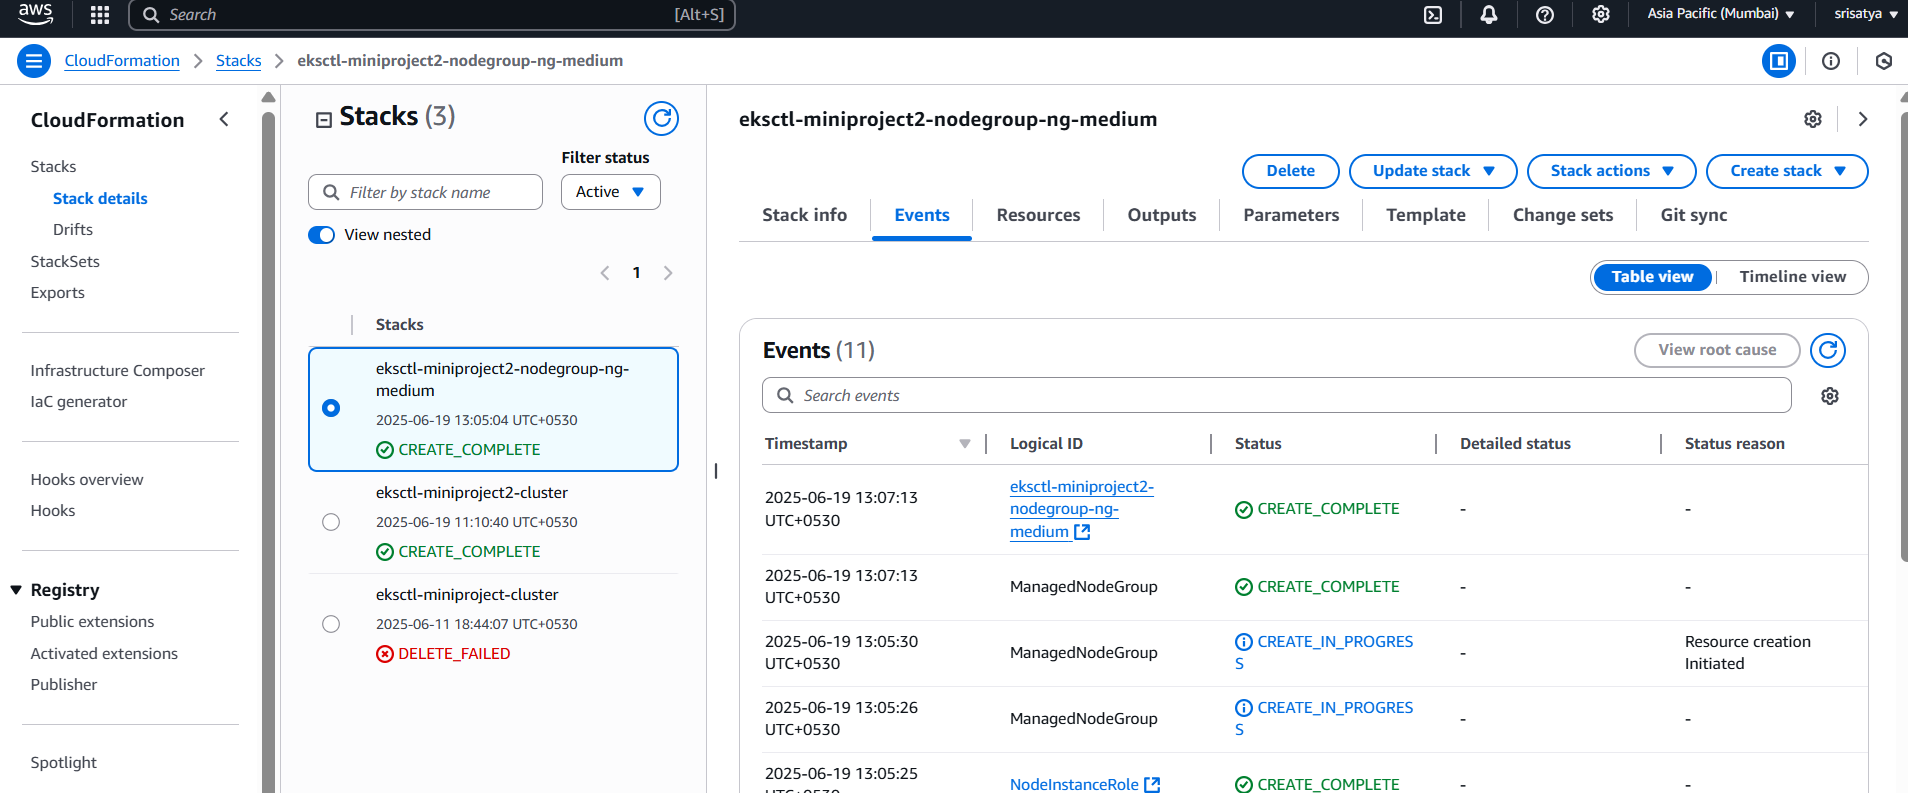 aws
Search
[Alt+S]
Asia Pacific (Mumbai)
srisatya
CloudFormation
Stacks
eksctl-miniproject2-nodegroup-ng-medium
CloudFormation
Stacks
Stack details
Drifts
StackSets
Exports
Infrastructure Composer
IaC generator
Hooks overview
Hooks
Registry
Public extensions
Activated extensions
Publisher
Spotlight
Stacks (3)
Filter status
Filter by stack name
Active
View nested
1
Stacks
eksctl-miniproject2-nodegroup-ng-
medium
2025-06-19 13:05:04 UTC+0530
CREATE_COMPLETE
eksctl-miniproject2-cluster
2025-06-19 11:10:40 UTC+0530
CREATE_COMPLETE
eksctl-miniproject-cluster
2025-06-11 18:44:07 UTC+0530
DELETE_FAILED
eksctl-miniproject2-nodegroup-ng-medium
Delete
Update stack
Stack actions
Create stack
Stack info
Events
Resources
Outputs
Parameters
Template
Change sets
Git sync
Table view
Timeline view
Events (11)
View root cause
Search events
Timestamp
Logical ID
Status
Detailed status
Status reason
2025-06-19 13:07:13
UTC+0530
eksctl-miniproject2-
nodegroup-ng-
medium
CREATE_COMPLETE
-
-
2025-06-19 13:07:13
UTC+0530
ManagedNodeGroup
CREATE_COMPLETE
-
-
2025-06-19 13:05:30
UTC+0530
ManagedNodeGroup
CREATE_IN_PROGRES
S
-
Resource creation
Initiated
2025-06-19 13:05:26
UTC+0530
ManagedNodeGroup
CREATE_IN_PROGRES
S
-
-
2025-06-19 13:05:25
UTC+0530
NodeInstanceRole
CREATE_COMPLETE
-
-